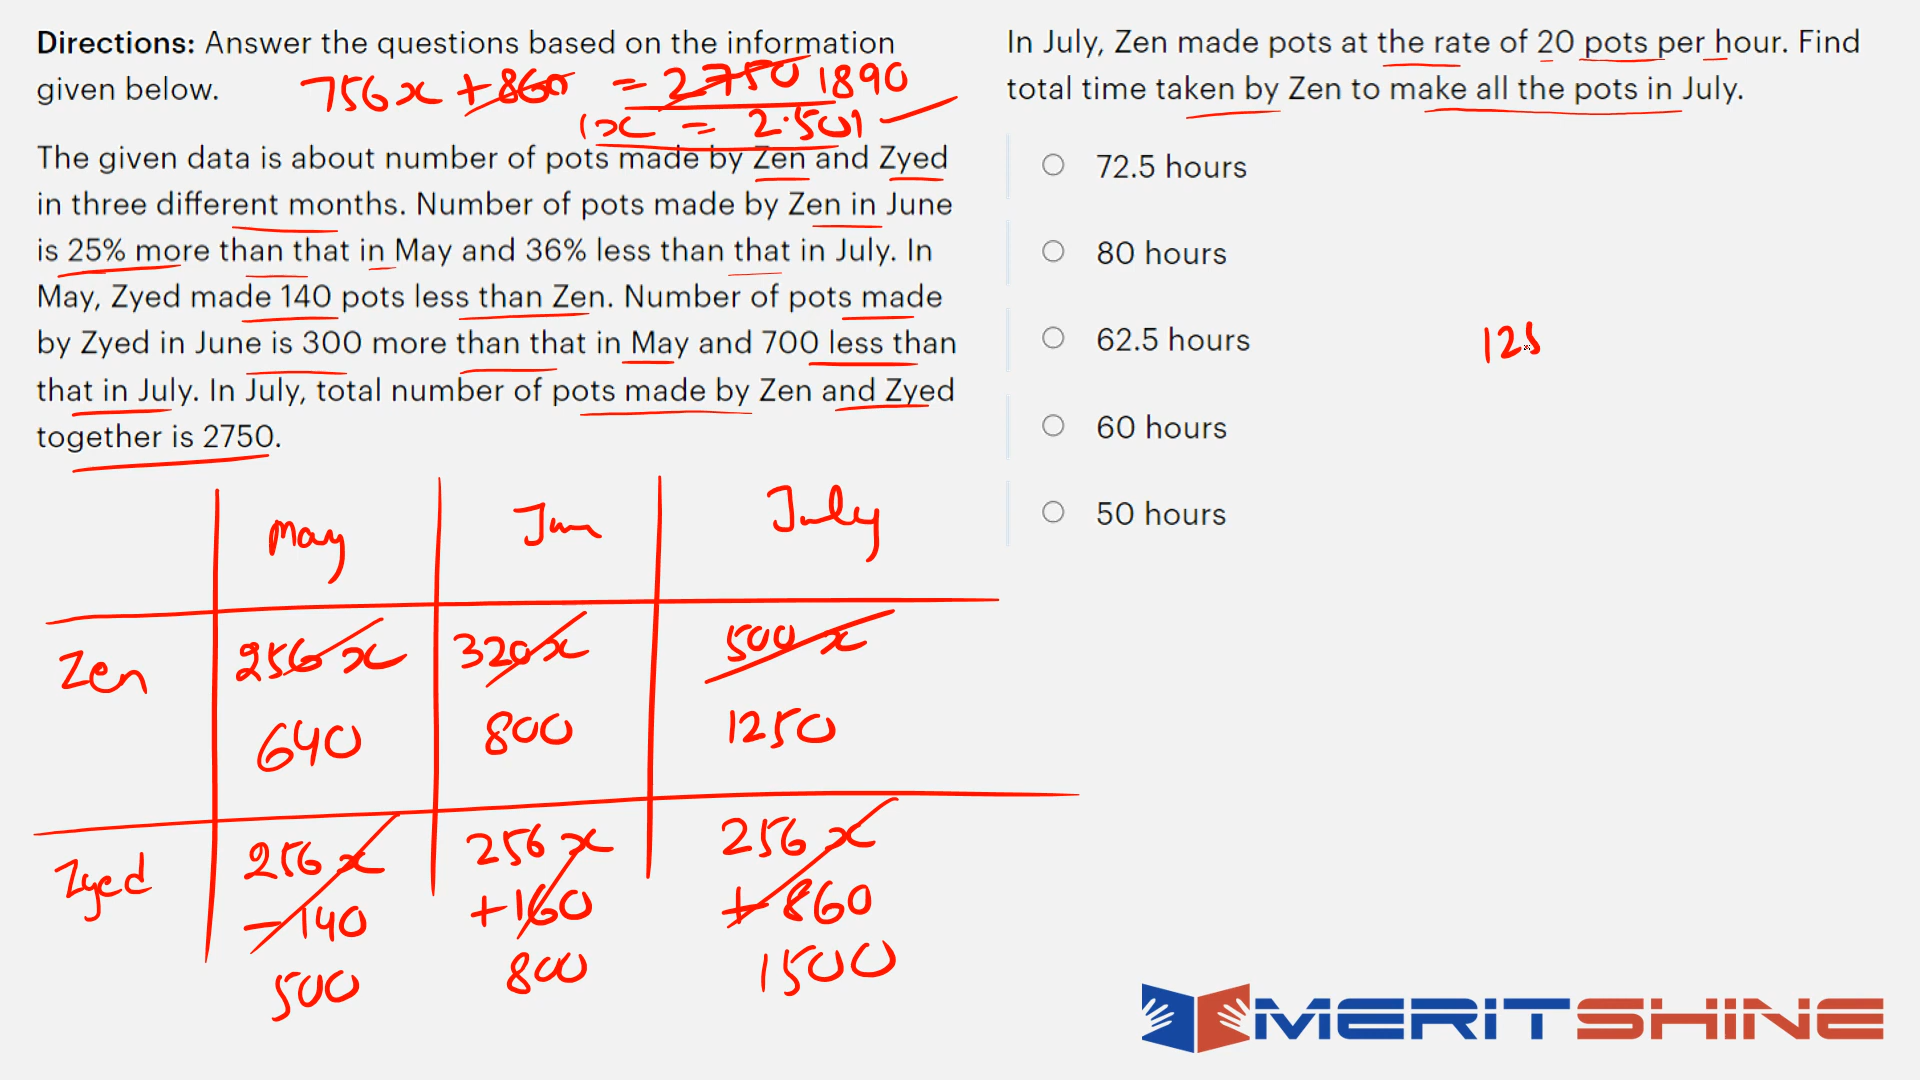 Directions: Answer the questions based on the information
given below.
756x + 860 = 2750 1890
1x = 2.501
The given data is about number of pots made by Zen and Zyed
in three different months. Number of pots made by Zen in June
is 25% more than that in May and 36% less than that in July. In
May, Zyed made 140 pots less than Zen. Number of pots made
by Zyed in June is 300 more than that in May and 700 less than
that in July. In July, total number of pots made by Zen and Zyed
together is 2750.
May Jun July
Zen 256x 320x 500x
640 800 1250
Zyed 256x 256x 256x
-140 +160 +860
500 800 1500
In July, Zen made pots at the rate of 20 pots per hour. Find
total time taken by Zen to make all the pots in July.
72.5 hours
80 hours
62.5 hours
125
60 hours
50 hours
MERITSHINE